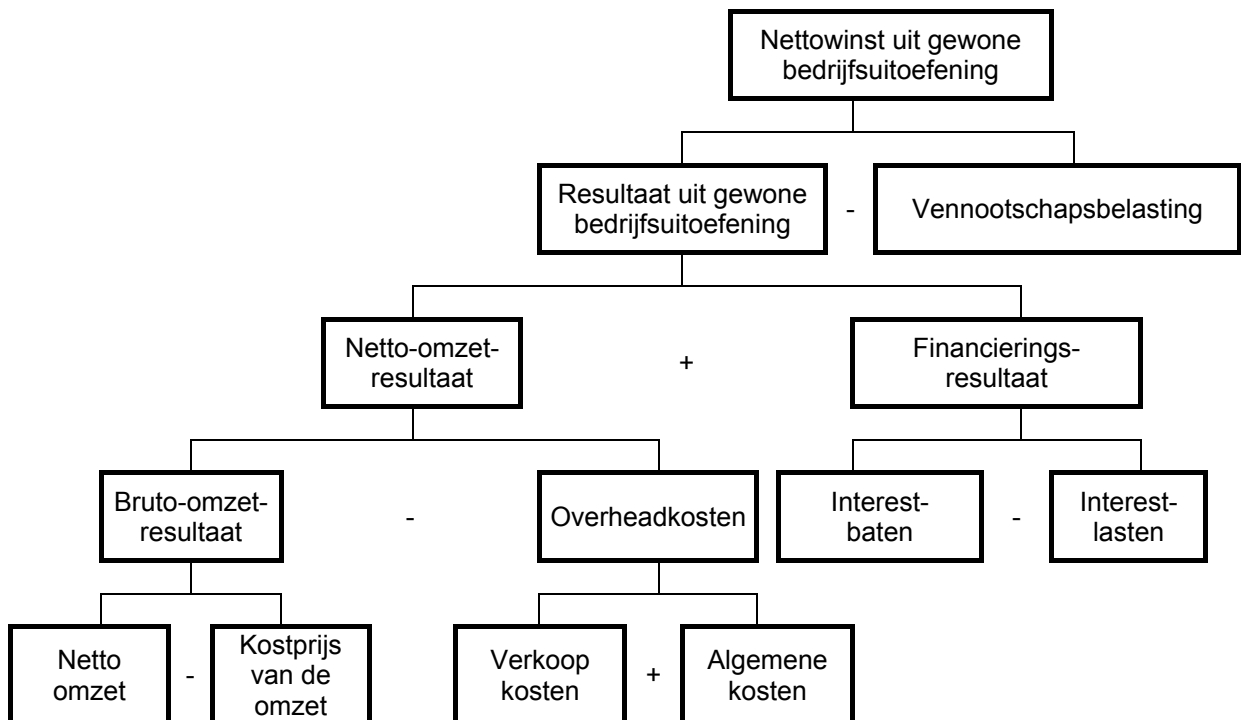 Nettowinst uit gewone
bedrijfsuitoefening
Resultaat uit gewone
bedrijfsuitoefening
-
Vennootschapsbelasting
Netto-omzet-
resultaat
+
Financierings-
resultaat
Bruto-omzet-
resultaat
-
Overheadkosten
Interest-
baten
-
Interest-
lasten
Netto
omzet
-
Kostprijs
van de
omzet
Verkoop
kosten
+
Algemene
kosten